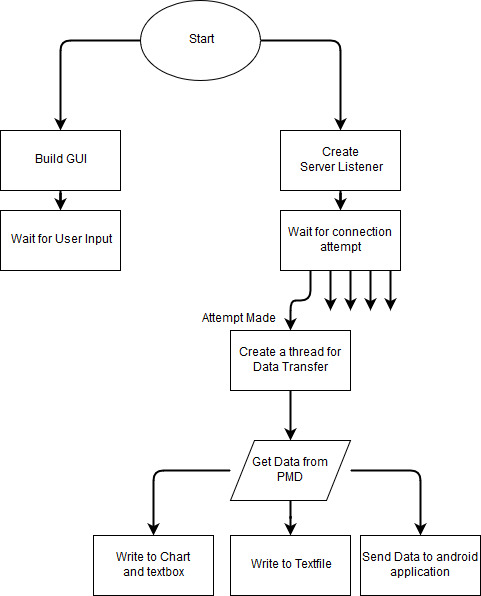 Start
Build GUI
Create
Server Listener
Wait for User Input
Wait for connection
attempt
Attempt Made
Create a thread for
Data Transfer
Get Data from
PMD
Write to Chart
and textbox
Write to Textfile
Send Data to android
application